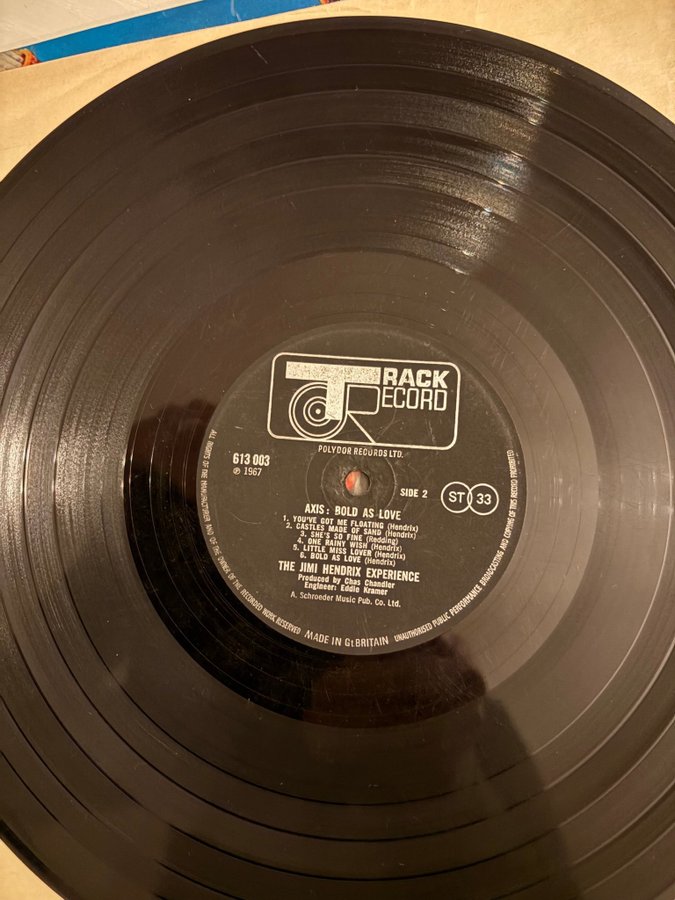 TRACK
RECORD
POLYDOR RECORDS LTD.
613 003
℗ 1967
SIDE 2
ST 33
AXIS: BOLD AS LOVE
1. YOU'VE GOT ME FLOATING (Hendrix)
2. CASTLES MADE OF SAND (Hendrix)
3. SHE'S SO FINE (Redding)
4. ONE RAINY WISH (Hendrix)
5. LITTLE MISS LOVER (Hendrix)
6. BOLD AS LOVE (Hendrix)
THE JIMI HENDRIX EXPERIENCE
Produced by Chas Chandler
Engineer: Eddie Kramer
A. Schroeder Music Pub. Co. Ltd.
ALL RIGHTS OF THE MANUFACTURER AND OF THE OWNER OF THE RECORDED WORK RESERVED
MADE IN Gt BRITAIN
UNAUTHORISED PUBLIC PERFORMANCE BROADCASTING AND COPYING OF THIS RECORD PROHIBITED